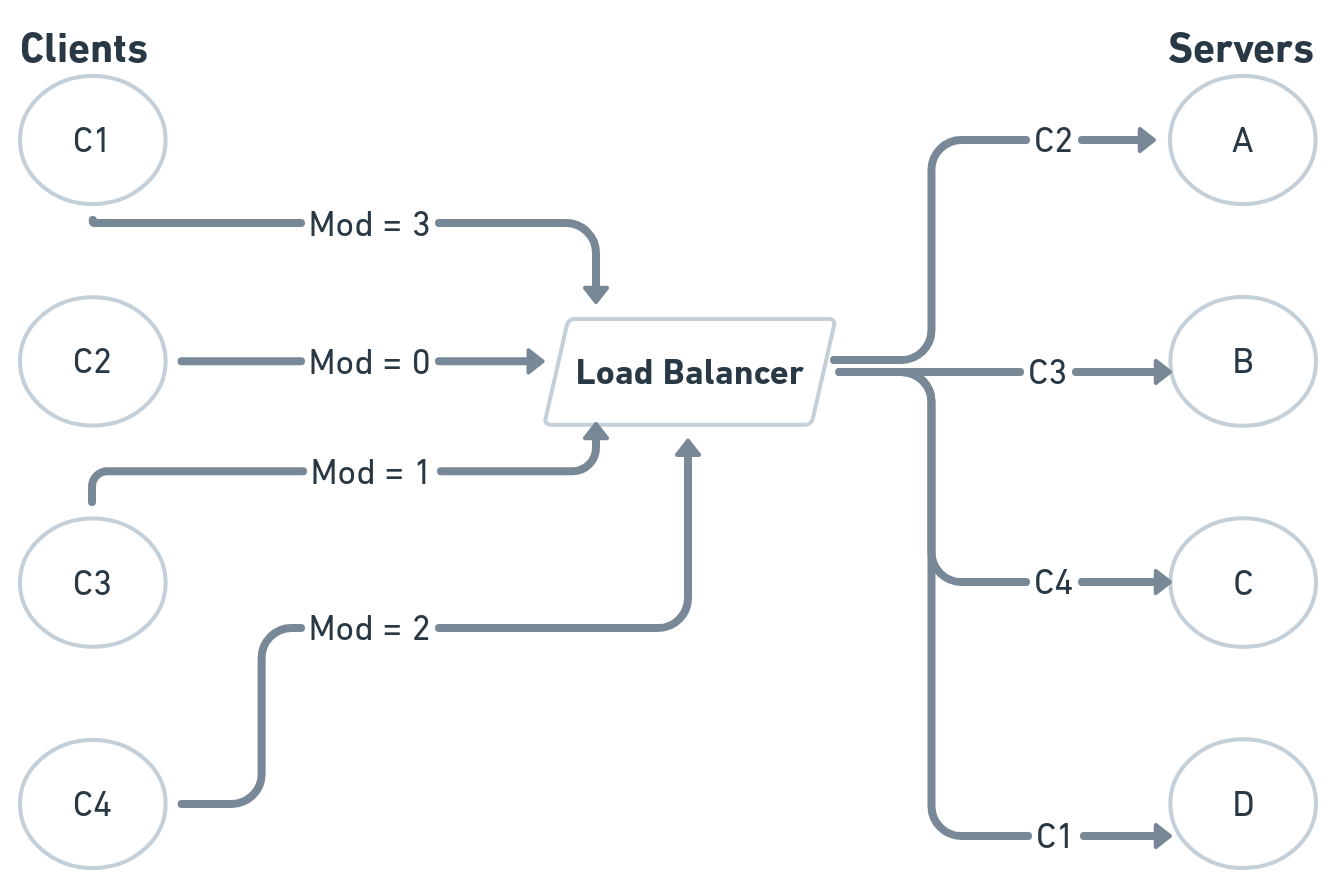 Clients
Servers
C1
C2
A
Mod = 3
C2
Mod = 0
Load Balancer
C3
B
Mod = 1
C3
C4
C
Mod = 2
C4
C1
D